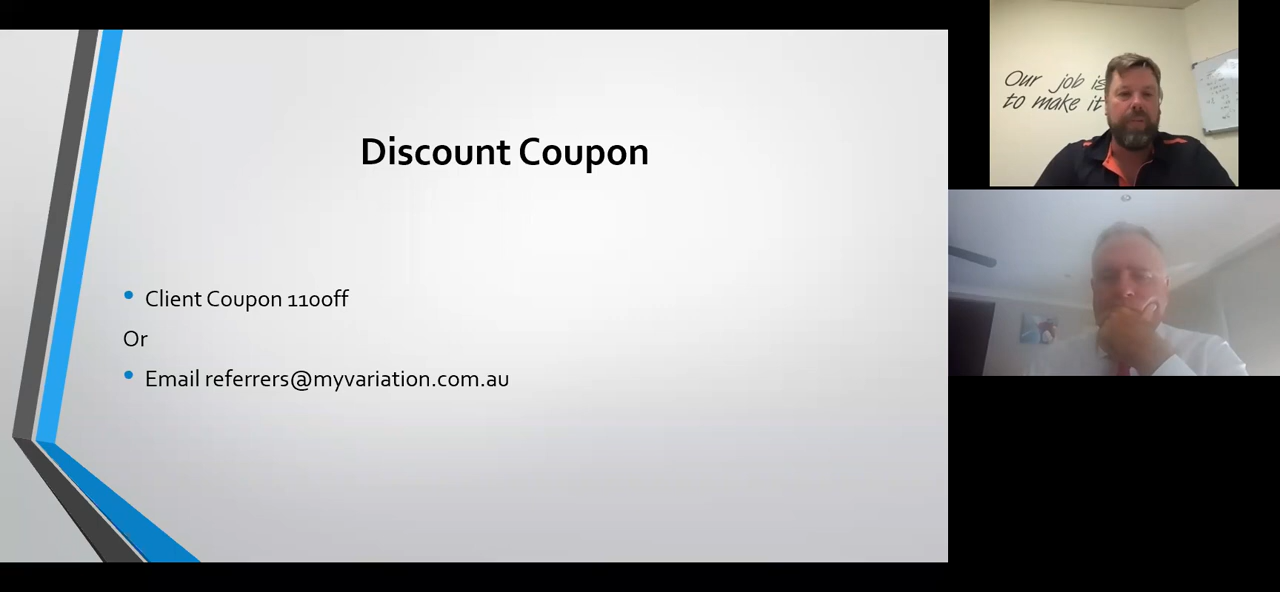 Discount Coupon
Client Coupon 110off
Or
Email referrers@myvariation.com.au
Our job is
to make it